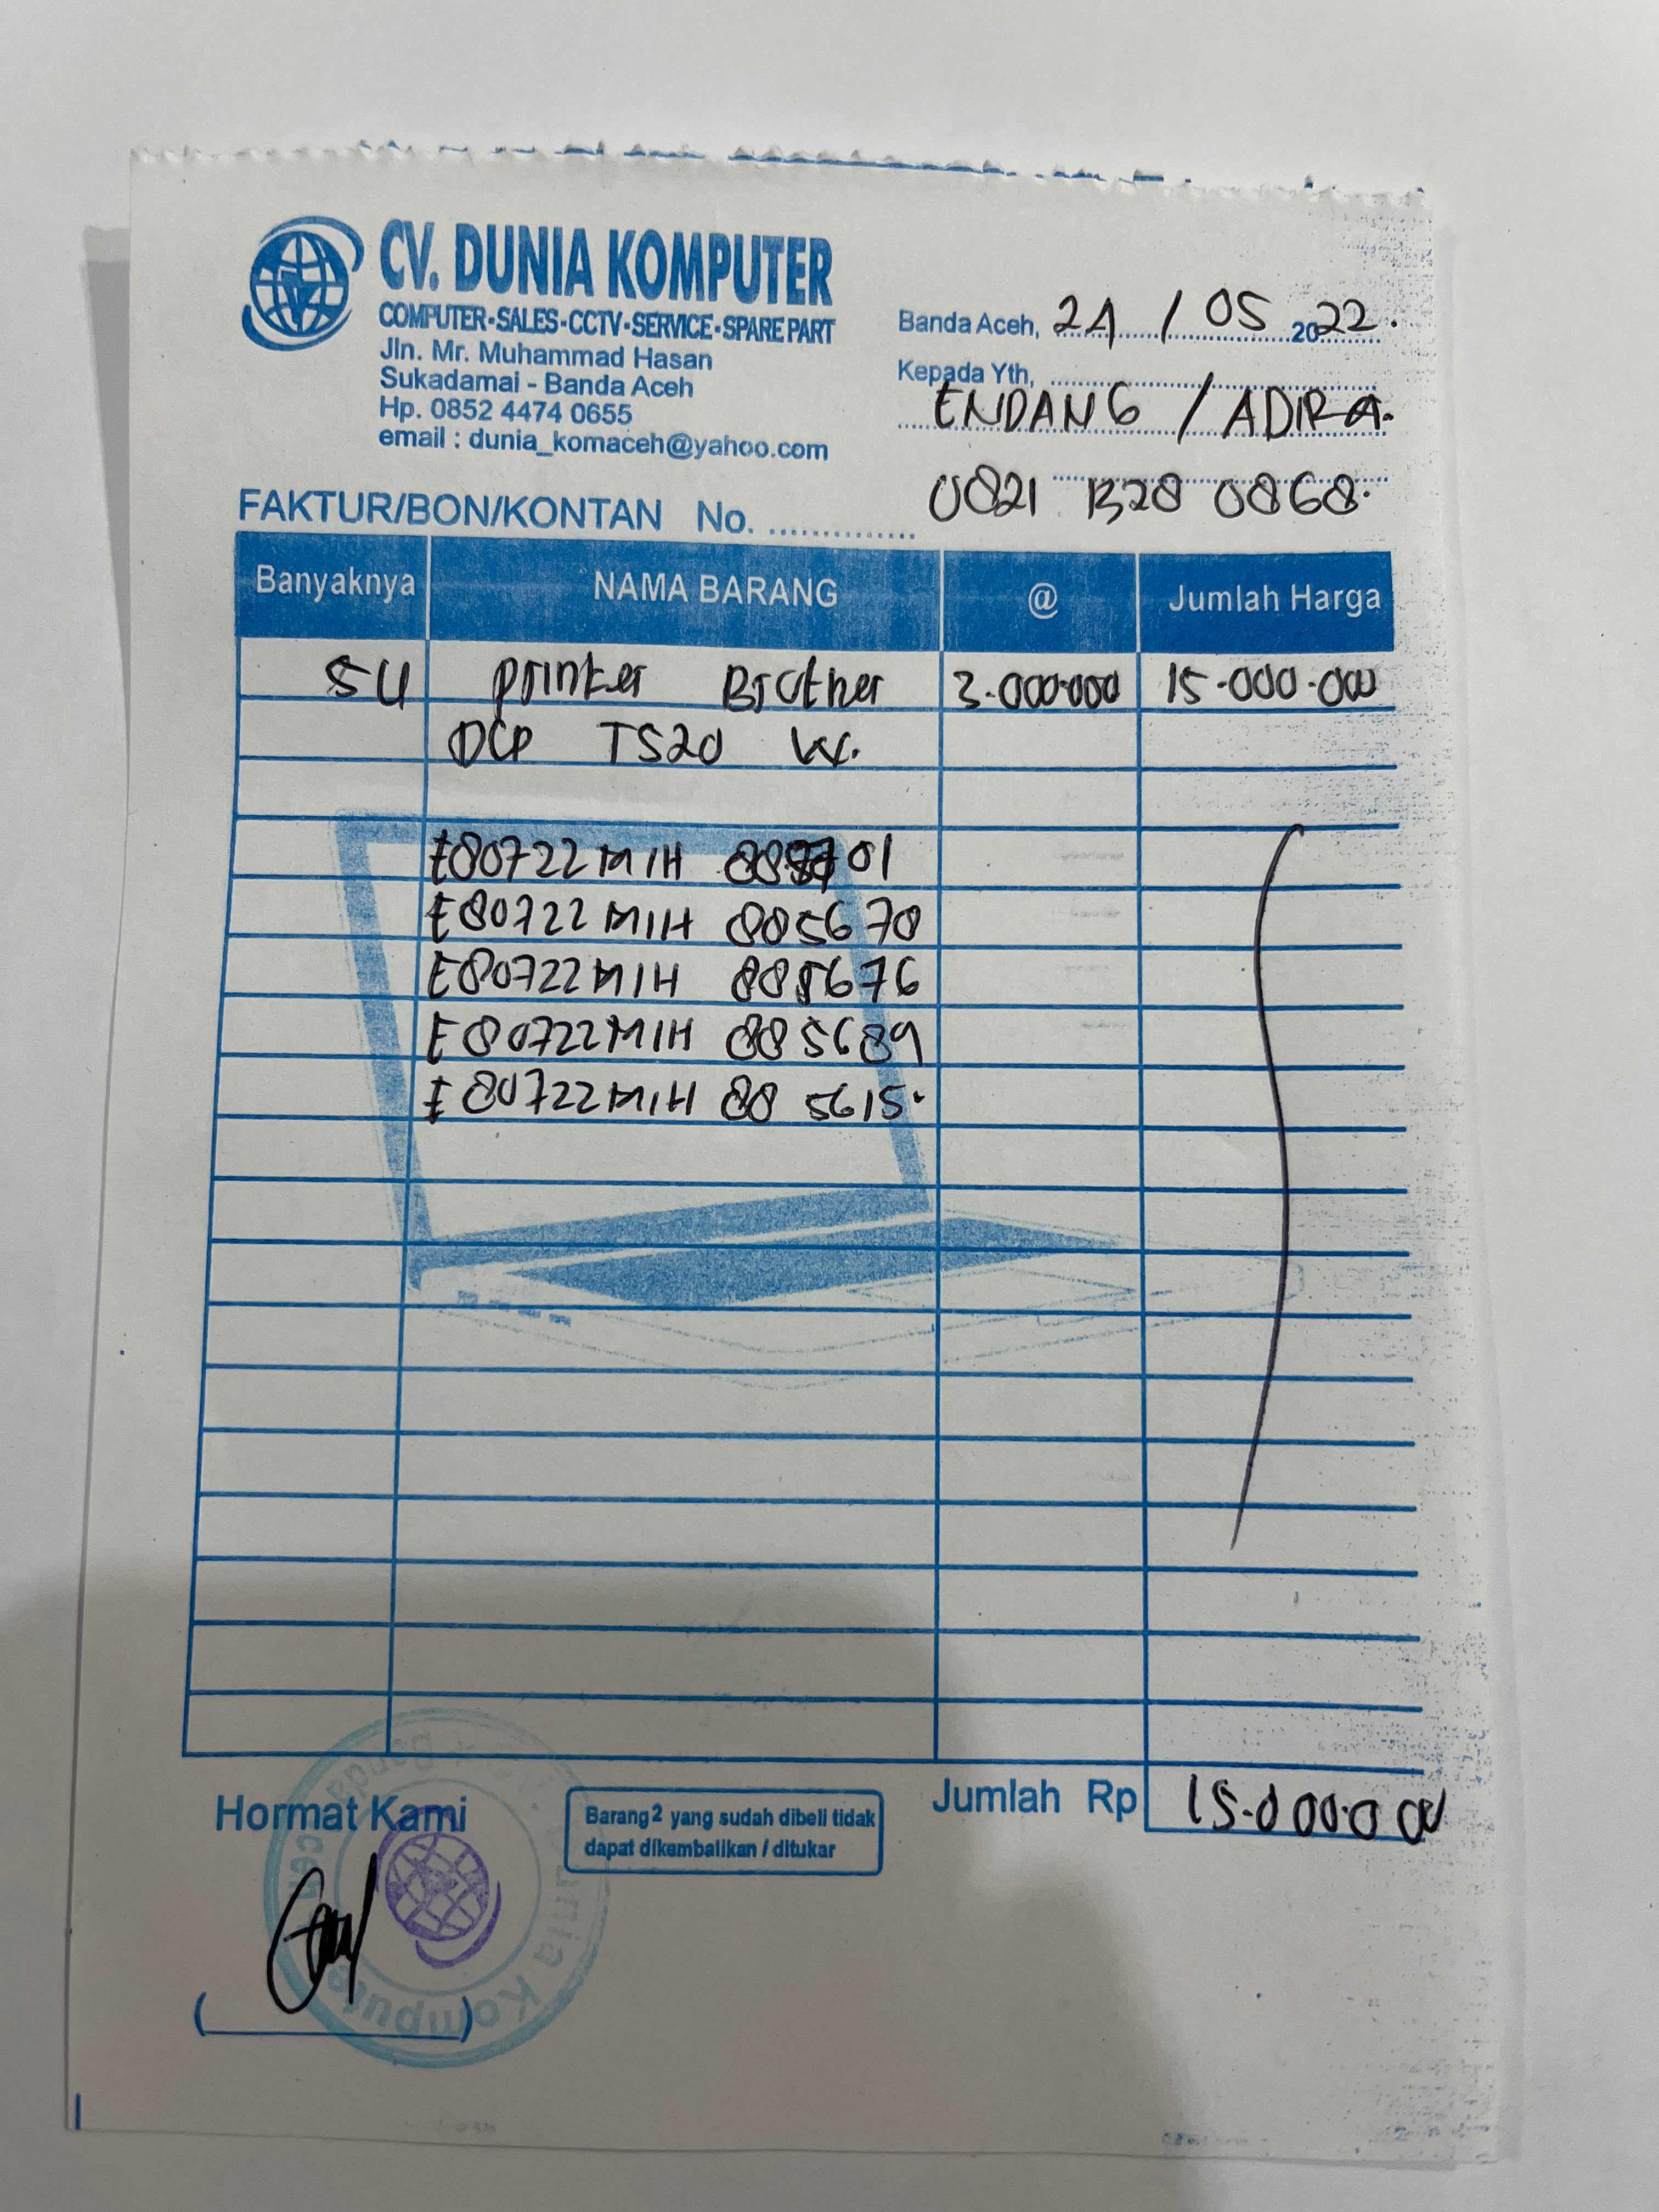 CV. DUNIA KOMPUTER
COMPUTER-SALES-CCTV-SERVICE-SPARE PART
Jln. Mr. Muhammad Hasan
Sukadamai - Banda Aceh
Hp. 0852 4474 0655
email : dunia_komaceh@yahoo.com
Banda Aceh, 24 / 05 2022.
Kepada Yth,
ENDANG / ADIRA.
0821 1328 0868.
FAKTUR/BON/KONTAN No.
Banyaknya NAMA BARANG @ Jumlah Harga
5U printer Brother 3.000.000 15.000.000
DCP T520 W.
E80722M1H 01
E80722M1H 885670
E80722M1H 885676
E80722M1H 885689
E80722M1H 885615.
Jumlah Rp 15.000.000
Hormat Kami
Barang2 yang sudah dibeli tidak
dapat dikembalikan / ditukar
Dunia Komputer
( )